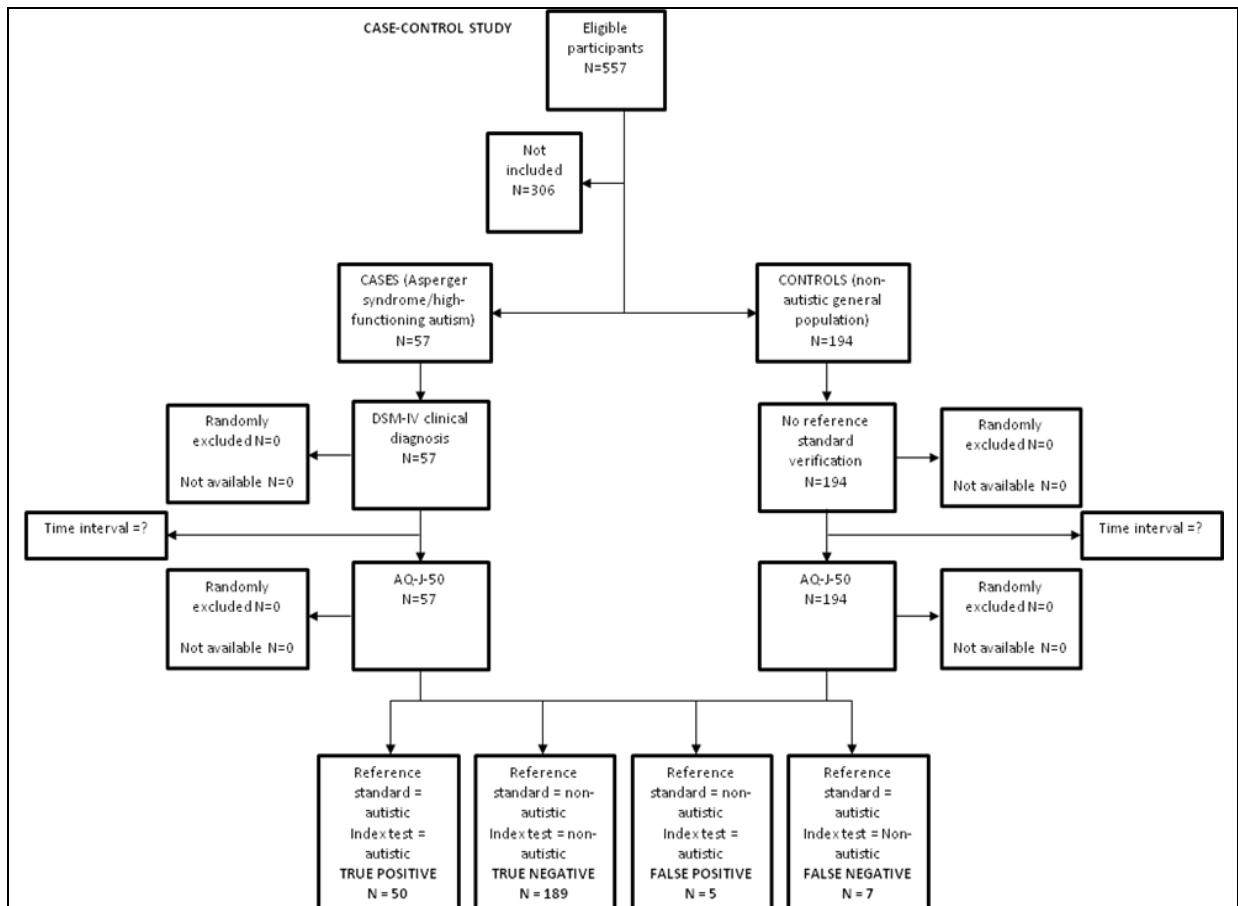 CASE-CONTROL STUDY
Eligible
participants
N=557
Not
included
N=306
CASES (Asperger
syndrome/high-
functioning autism)
N=57
CONTROLS (non-
autistic general
population)
N=194
Randomly
excluded N=0
Not available N=0
DSM-IV clinical
diagnosis
N=57
No reference
standard
verification
N=194
Randomly
excluded N=0
Not available N=0
Time interval =?
Time interval =?
Randomly
excluded N=0
Not available N=0
AQ-J-50
N=57
AQ-J-50
N=194
Randomly
excluded N=0
Not available N=0
Reference
standard =
autistic
Index test =
autistic
TRUE POSITIVE
N = 50
Reference
standard = non-
autistic
Index test = non-
autistic
TRUE NEGATIVE
N = 189
Reference
standard = non-
autistic
Index test =
autistic
FALSE POSITIVE
N = 5
Reference
standard =
autistic
Index test = Non-
autistic
FALSE NEGATIVE
N = 7